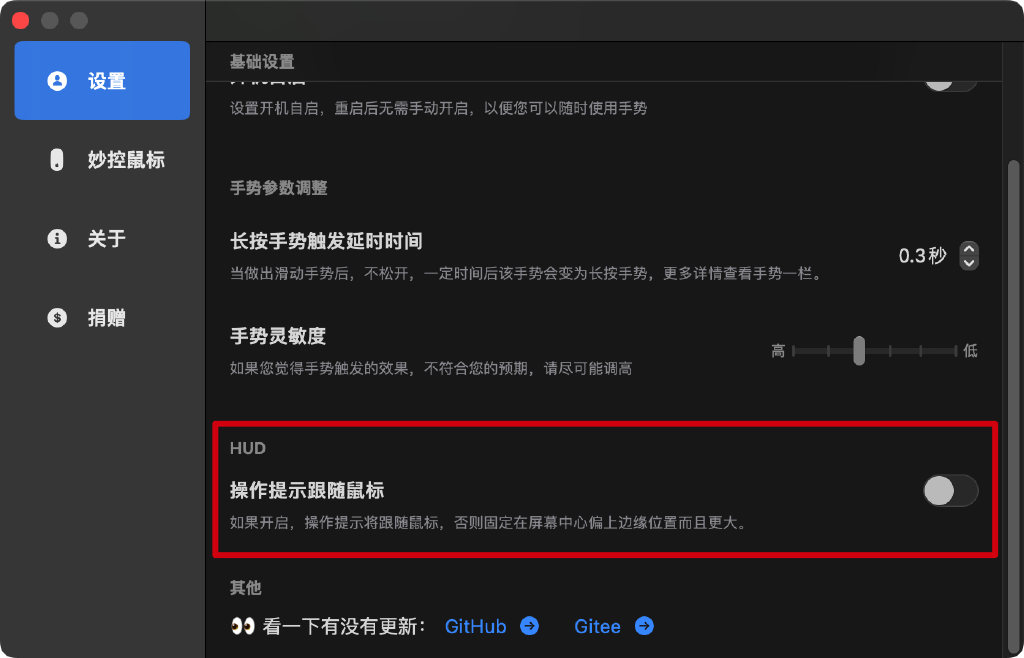 设置
妙控鼠标
关于
捐赠
基础设置
设置开机自启，重启后无需手动开启，以便您可以随时使用手势
手势参数调整
长按手势触发延时时间
当做出滑动手势后，不松开，一定时间后该手势会变为长按手势，更多详情查看手势一栏。
0.3秒
手势灵敏度
如果您觉得手势触发的效果，不符合您的预期，请尽可能调高
高 低
HUD
操作提示跟随鼠标
如果开启，操作提示将跟随鼠标，否则固定在屏幕中心偏上边缘位置而且更大。
其他
👀 看一下有没有更新： GitHub Gitee